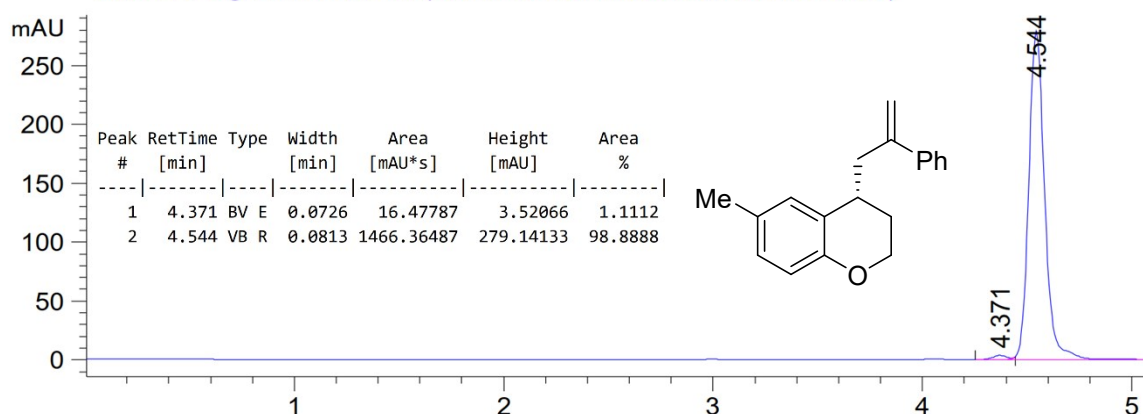 mAU
250
200
150
100
50
0
Peak RetTime Type Width Area Height Area
# [min] [min] [mAU*s] [mAU] %
----|-------|----|-------|----------|----------|--------|
1 4.371 BV E 0.0726 16.47787 3.52066 1.1112
2 4.544 VB R 0.0813 1466.36487 279.14133 98.8888
Ph
Me
O
4.371
4.544
1 2 3 4 5